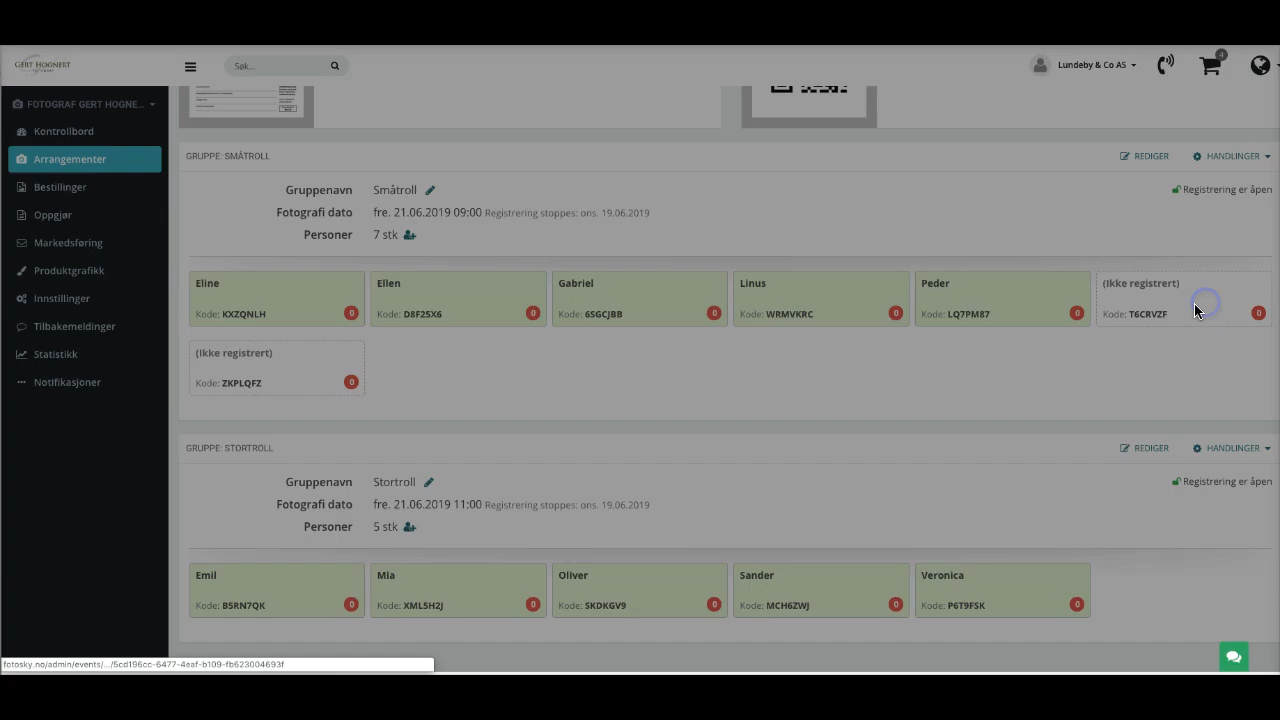 GERT HOGNERT
Søk...
Lundeby & Co AS
4
FOTOGRAF GERT HOGNE...
Kontrollbord
Arrangementer
Bestillinger
Oppgjør
Markedsføring
Produktgrafikk
Innstillinger
Tilbakemeldinger
Statistikk
Notifikasjoner
GRUPPE: SMÅTROLL
REDIGER
HANDLINGER
Gruppenavn Småtroll
Registrering er åpen
Fotografi dato fre. 21.06.2019 09:00 Registrering stoppes: ons. 19.06.2019
Personer 7 stk
Eline
Kode: KXZQNLH 0
Ellen
Kode: D8F25X6 0
Gabriel
Kode: 6SGCJBB 0
Linus
Kode: WRMVKRC 0
Peder
Kode: LQ7PM87 0
(Ikke registrert)
Kode: T6CRVZF 0
(Ikke registrert)
Kode: ZKPLQFZ 0
GRUPPE: STORTROLL
REDIGER
HANDLINGER
Gruppenavn Stortroll
Registrering er åpen
Fotografi dato fre. 21.06.2019 11:00 Registrering stoppes: ons. 19.06.2019
Personer 5 stk
Emil
Kode: B5RN7QK 0
Mia
Kode: XML5H2J 0
Oliver
Kode: SKDKGV9 0
Sander
Kode: MCH6ZWJ 0
Veronica
Kode: P6T9FSK 0
fotosky.no/admin/events/.../5cd196cc-6477-4eaf-b109-fb623004693f